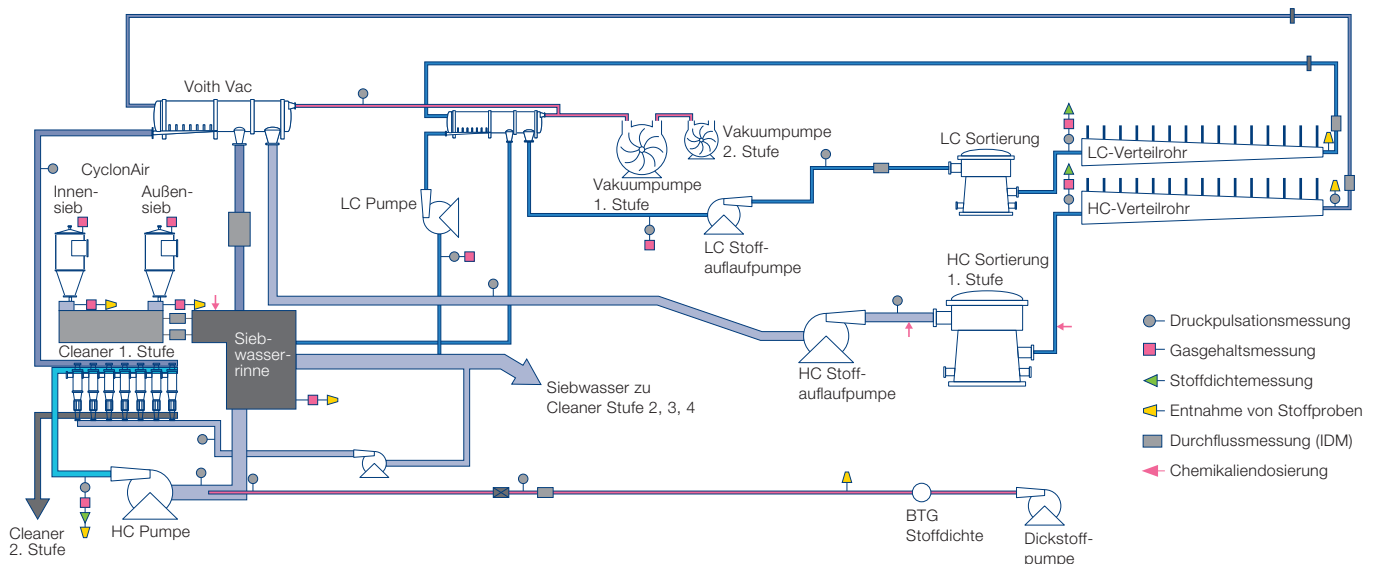 Voith Vac
CyclonAir
Innen-
sieb
Außen-
sieb
Cleaner 1. Stufe
Sieb-
wasser-
rinne
LC Pumpe
Vakuumpumpe
1. Stufe
Vakuumpumpe
2. Stufe
LC Stoff-
auflaufpumpe
LC Sortierung
LC-Verteilrohr
HC-Verteilrohr
HC Sortierung
1. Stufe
HC Stoff-
auflaufpumpe
Siebwasser zu
Cleaner Stufe 2, 3, 4
Druckpulsationsmessung
Gasgehaltsmessung
Stoffdichtemessung
Entnahme von Stoffproben
Durchflussmessung (IDM)
Chemikaliendosierung
Cleaner
2. Stufe
HC Pumpe
BTG
Stoffdichte
Dickstoff-
pumpe